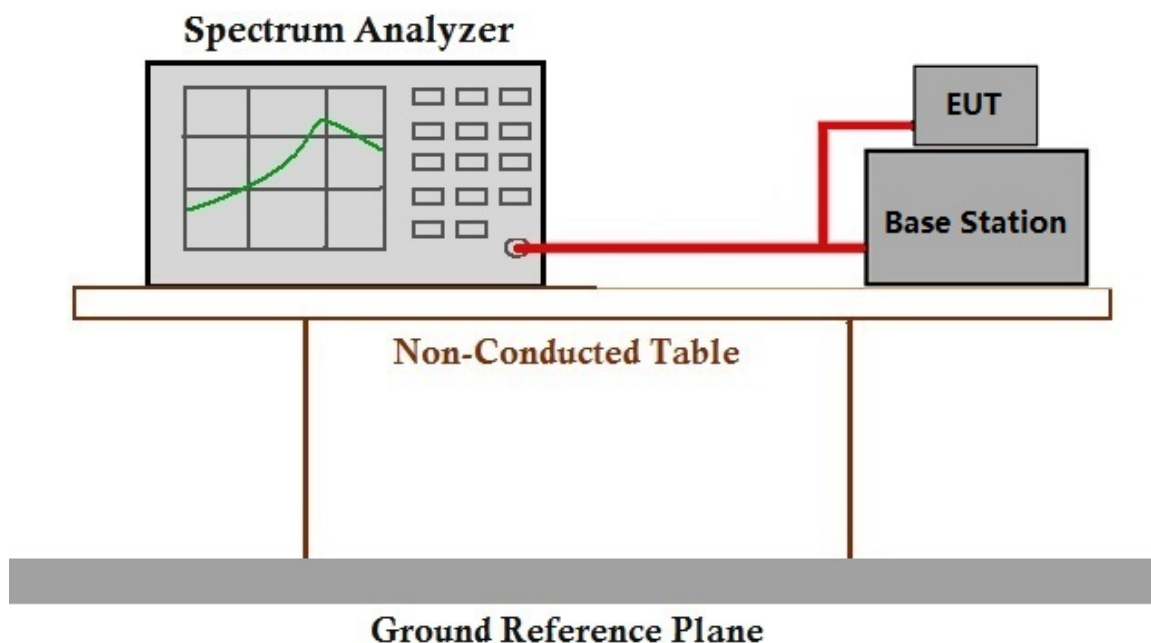 Spectrum Analyzer
EUT
Base Station
Non-Conducted Table
Ground Reference Plane